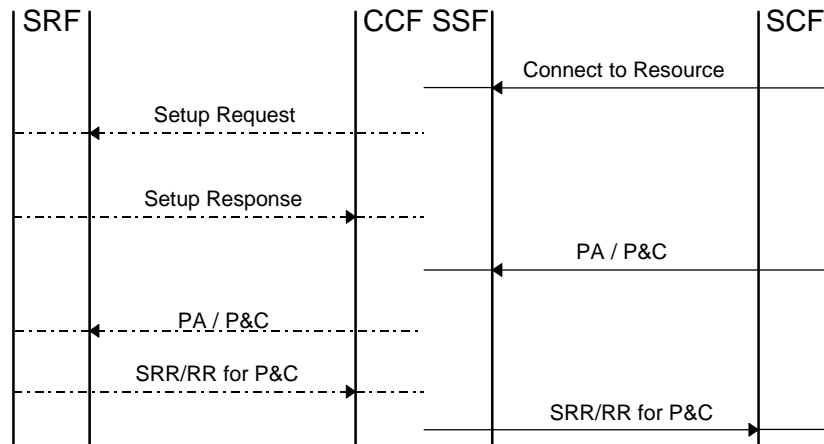 SRF CCF SSF SCF
Connect to Resource
Setup Request
Setup Response
PA / P&C
PA / P&C
SRR/RR for P&C
SRR/RR for P&C